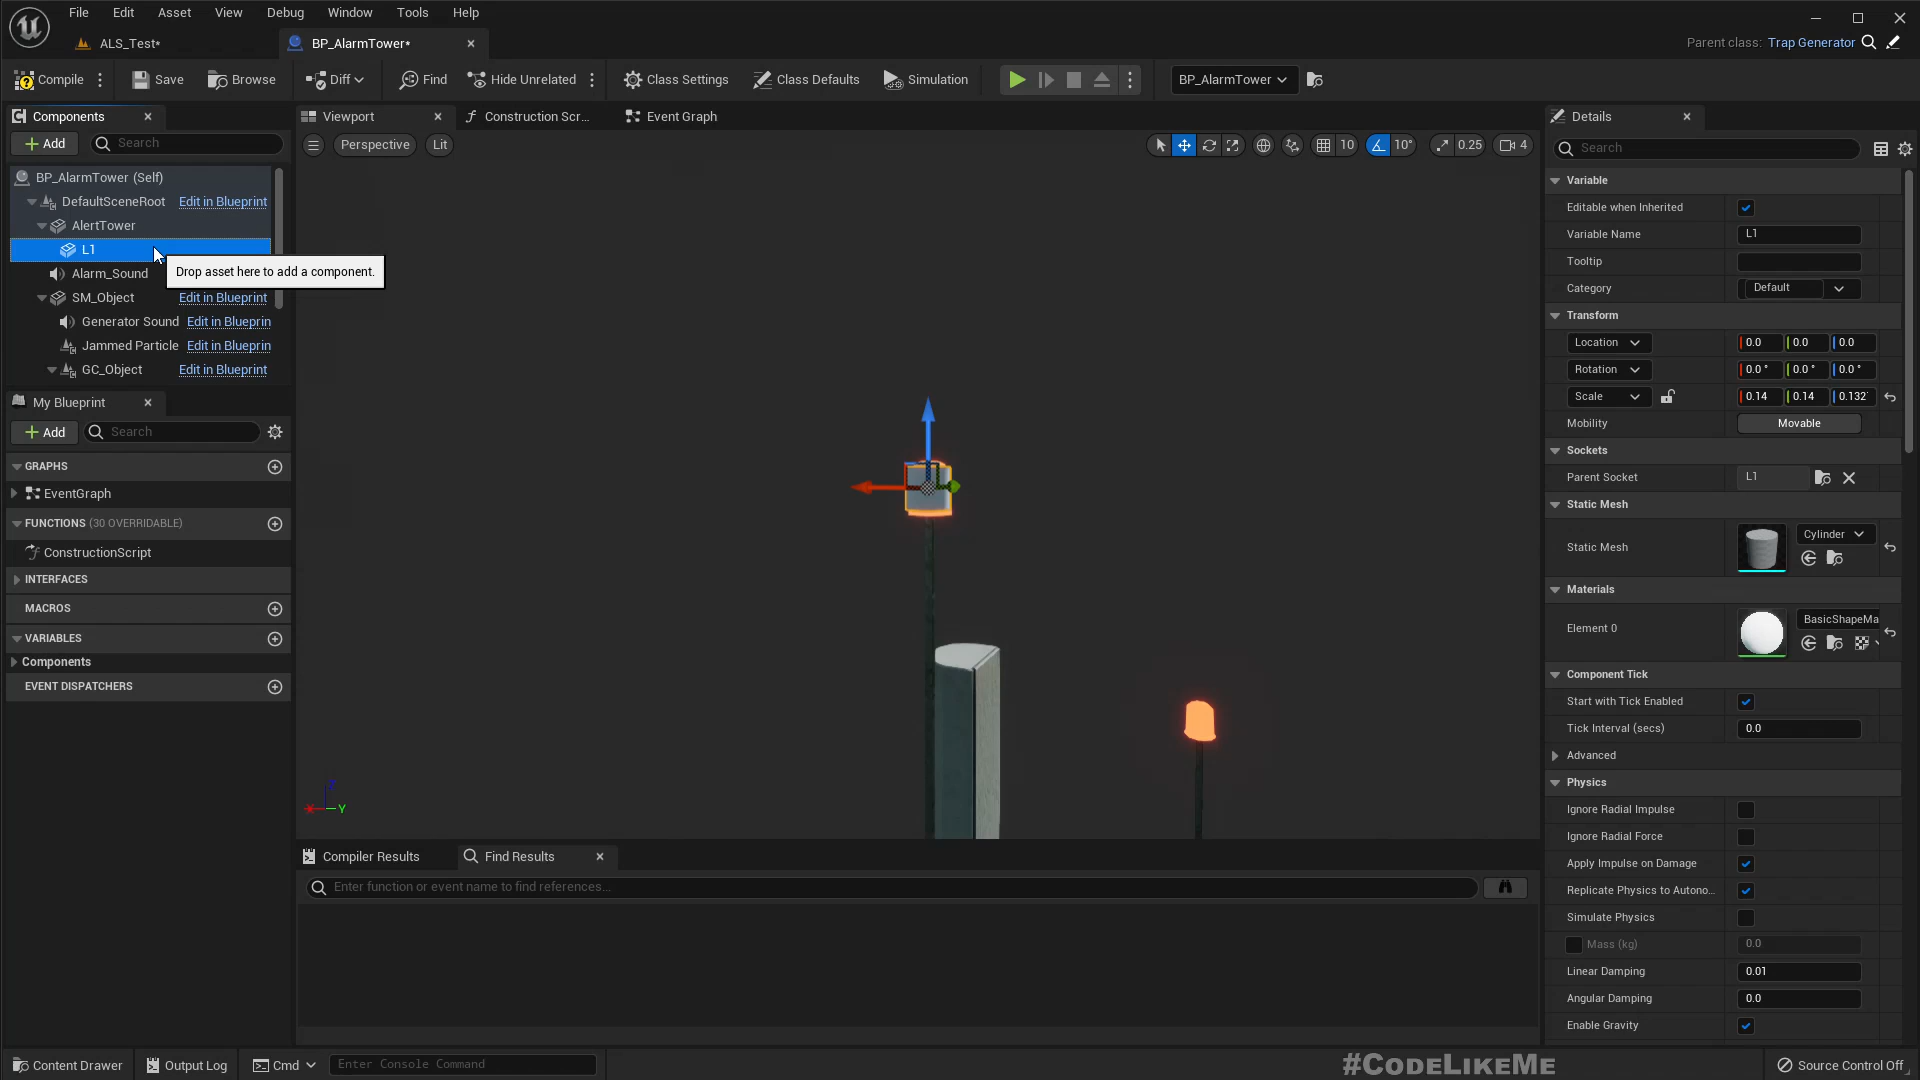 File Edit Asset View Debug Window Tools Help
ALS_Test*
BP_AlarmTower*
Parent class: Trap Generator
Compile Save Browse Diff Find Hide Unrelated Class Settings Class Defaults Simulation BP_AlarmTower
Components
Add Search
BP_AlarmTower (Self)
DefaultSceneRoot Edit in Blueprint
AlertTower
L1
Drop asset here to add a component.
Alarm_Sound
SM_Object Edit in Blueprint
Generator Sound Edit in Blueprin
Jammed Particle Edit in Blueprin
GC_Object Edit in Blueprint
My Blueprint
Add Search
GRAPHS
EventGraph
FUNCTIONS (30 OVERRIDABLE)
ConstructionScript
INTERFACES
MACROS
VARIABLES
Components
EVENT DISPATCHERS
Viewport Construction Scr... Event Graph
Perspective Lit 10 10° 0.25 4
Y
Compiler Results Find Results
Enter function or event name to find references...
Details
Search
Variable
Editable when Inherited
Variable Name L1
Tooltip
Category Default
Transform
Location 0.0 0.0 0.0
Rotation 0.0 ° 0.0 ° 0.0 °
Scale 0.14 0.14 0.132
Mobility Movable
Sockets
Parent Socket L1
Static Mesh
Static Mesh Cylinder
Materials
Element 0 BasicShapeMa
Component Tick
Start with Tick Enabled
Tick Interval (secs) 0.0
Advanced
Physics
Ignore Radial Impulse
Ignore Radial Force
Apply Impulse on Damage
Replicate Physics to Autono...
Simulate Physics
Mass (kg) 0.0
Linear Damping 0.01
Angular Damping 0.0
Enable Gravity
Content Drawer Output Log Cmd Enter Console Command
#CODELIKEME
Source Control Off